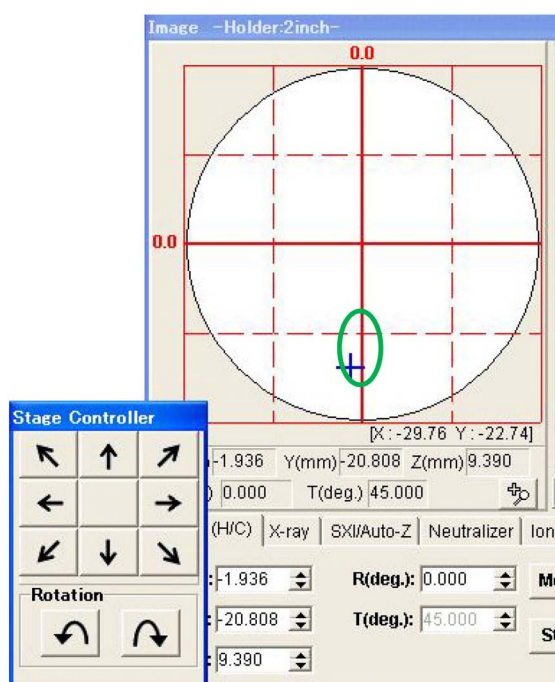 Image -Holder:2inch-
0.0
0.0
[X:-29.76 Y:-22.74]
-1.936 Y(mm) -20.808 Z(mm) 9.390
0.000 T(deg.) 45.000
Stage Controller
Rotation
(H/C) X-ray SXI/Auto-Z Neutralizer Ion
-1.936 R(deg.): 0.000
-20.808 T(deg.): 45.000
9.390